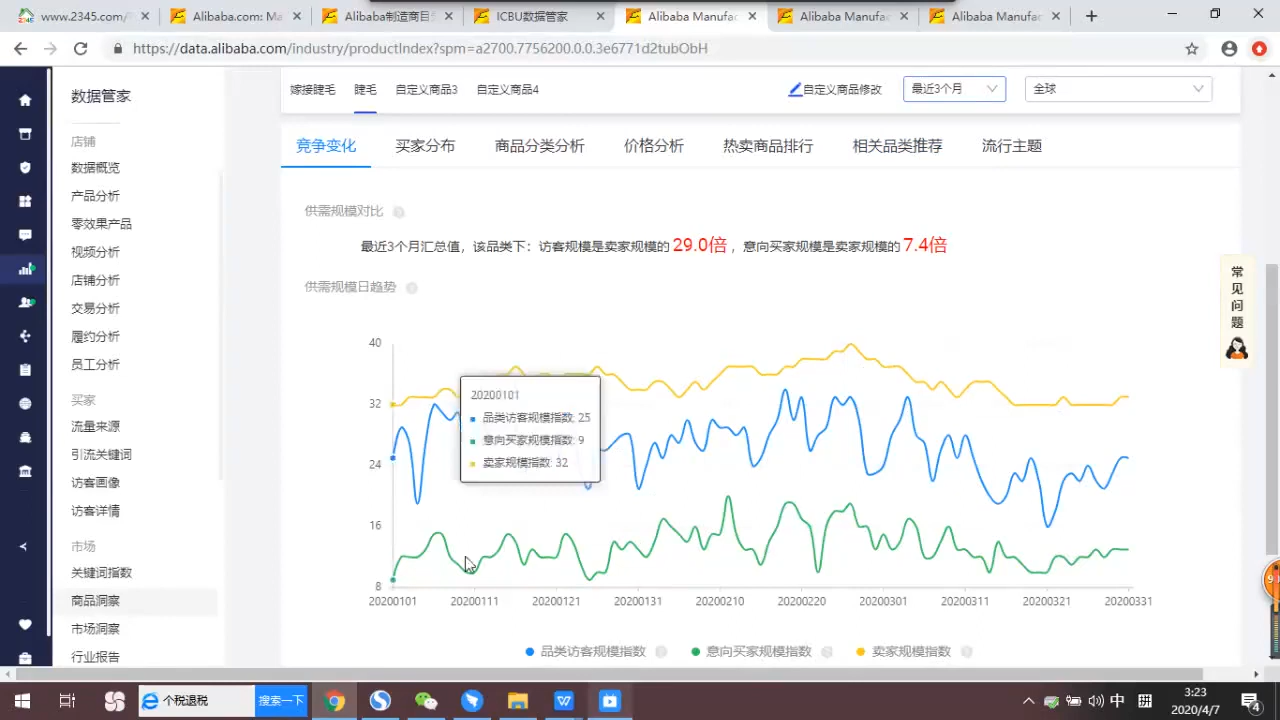 www.2345.com/
Alibaba.com: Ma
Alibaba制造商目
ICBU数据管家
Alibaba Manufac
Alibaba Manufac
Alibaba Manufac
https://data.alibaba.com/industry/productIndex?spm=a2700.7756200.0.0.3e6771d2tubObH
数据管家
店铺
数据概览
产品分析
零效果产品
视频分析
店铺分析
交易分析
履约分析
员工分析
买家
流量来源
引流关键词
访客画像
访客详情
市场
关键词指数
商品洞察
市场洞察
行业报告
嫁接睫毛 睫毛 自定义商品3 自定义商品4 自定义商品修改 最近3个月 全球
竞争变化 买家分布 商品分类分析 价格分析 热卖商品排行 相关品类推荐 流行主题
供需规模对比
最近3个月汇总值，该品类下：访客规模是卖家规模的 29.0倍 ，意向买家规模是卖家规模的 7.4倍
供需规模日趋势
40
32
24
16
8
20200101
品类访客规模指数: 25
意向买家规模指数: 9
卖家规模指数: 32
20200101 20200111 20200121 20200131 20200210 20200220 20200301 20200311 20200321 20200331
品类访客规模指数 意向买家规模指数 卖家规模指数
常见问题
个税退税 搜索一下
中
拼
3:23
2020/4/7
4